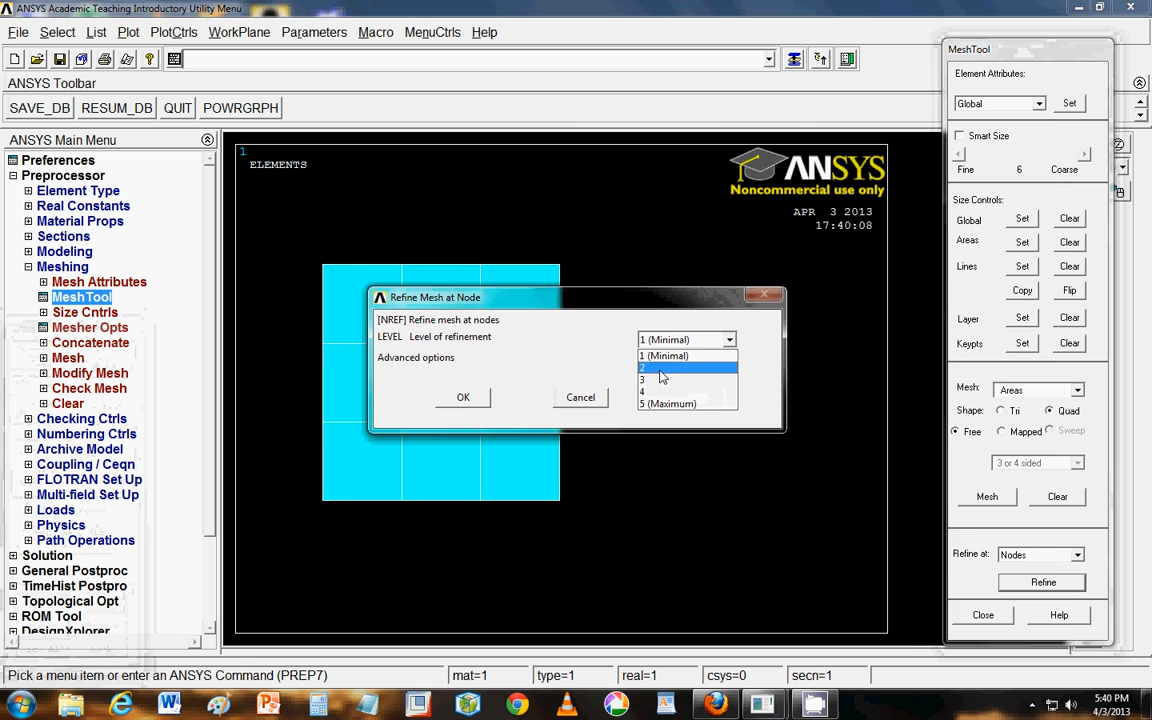 ANSYS Academic Teaching Introductory Utility Menu
File Select List Plot PlotCtrls WorkPlane Parameters Macro MenuCtrls Help
ANSYS Toolbar
SAVE_DB RESUM_DB QUIT POWRGRPH
ANSYS Main Menu
Preferences
Preprocessor
Element Type
Real Constants
Material Props
Sections
Modeling
Meshing
Mesh Attributes
MeshTool
Size Cntrls
Mesher Opts
Concatenate
Mesh
Modify Mesh
Check Mesh
Clear
Checking Ctrls
Numbering Ctrls
Archive Model
Coupling / Ceqn
FLOTRAN Set Up
Multi-field Set Up
Loads
Physics
Path Operations
Solution
General Postproc
TimeHist Postpro
Topological Opt
ROM Tool
DesignXplorer
1
ELEMENTS
ANSYS
Noncommercial use only
APR 3 2013
17:40:08
Refine Mesh at Node
[NREF] Refine mesh at nodes
LEVEL Level of refinement
1 (Minimal)
Advanced options
1 (Minimal)
2
3
4
5 (Maximum)
OK Cancel
MeshTool
Element Attributes:
Global Set
Smart Size
Fine 6 Coarse
Size Controls:
Global Set Clear
Areas Set Clear
Lines Set Clear
Copy Flip
Layer Set Clear
Keypts Set Clear
Mesh: Areas
Shape: Tri Quad
Free Mapped Sweep
3 or 4 sided
Mesh Clear
Refine at: Nodes
Refine
Close Help
Pick a menu item or enter an ANSYS Command (PREP7)
mat=1 type=1 real=1 csys=0 secn=1
5:40 PM
4/3/2013